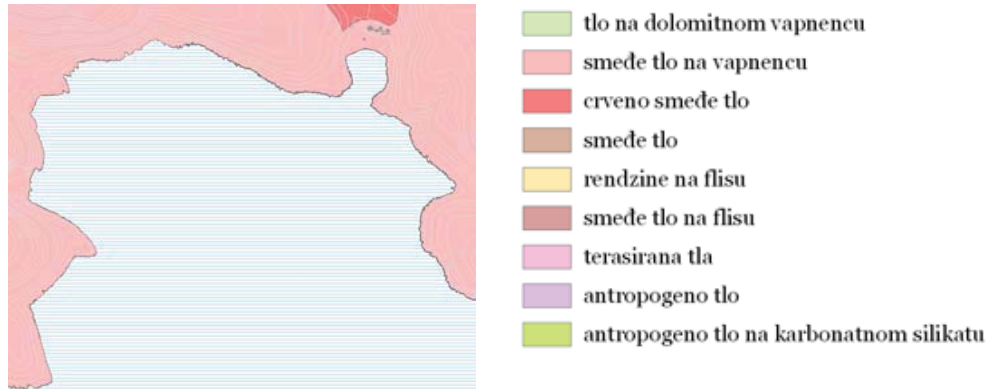 tlo na dolomitnom vapnencu
smeđe tlo na vapnencu
crveno smeđe tlo
smeđe tlo
rendzine na flisu
smeđe tlo na flisu
terasirana tla
antropogeno tlo
antropogeno tlo na karbonatnom silikatu